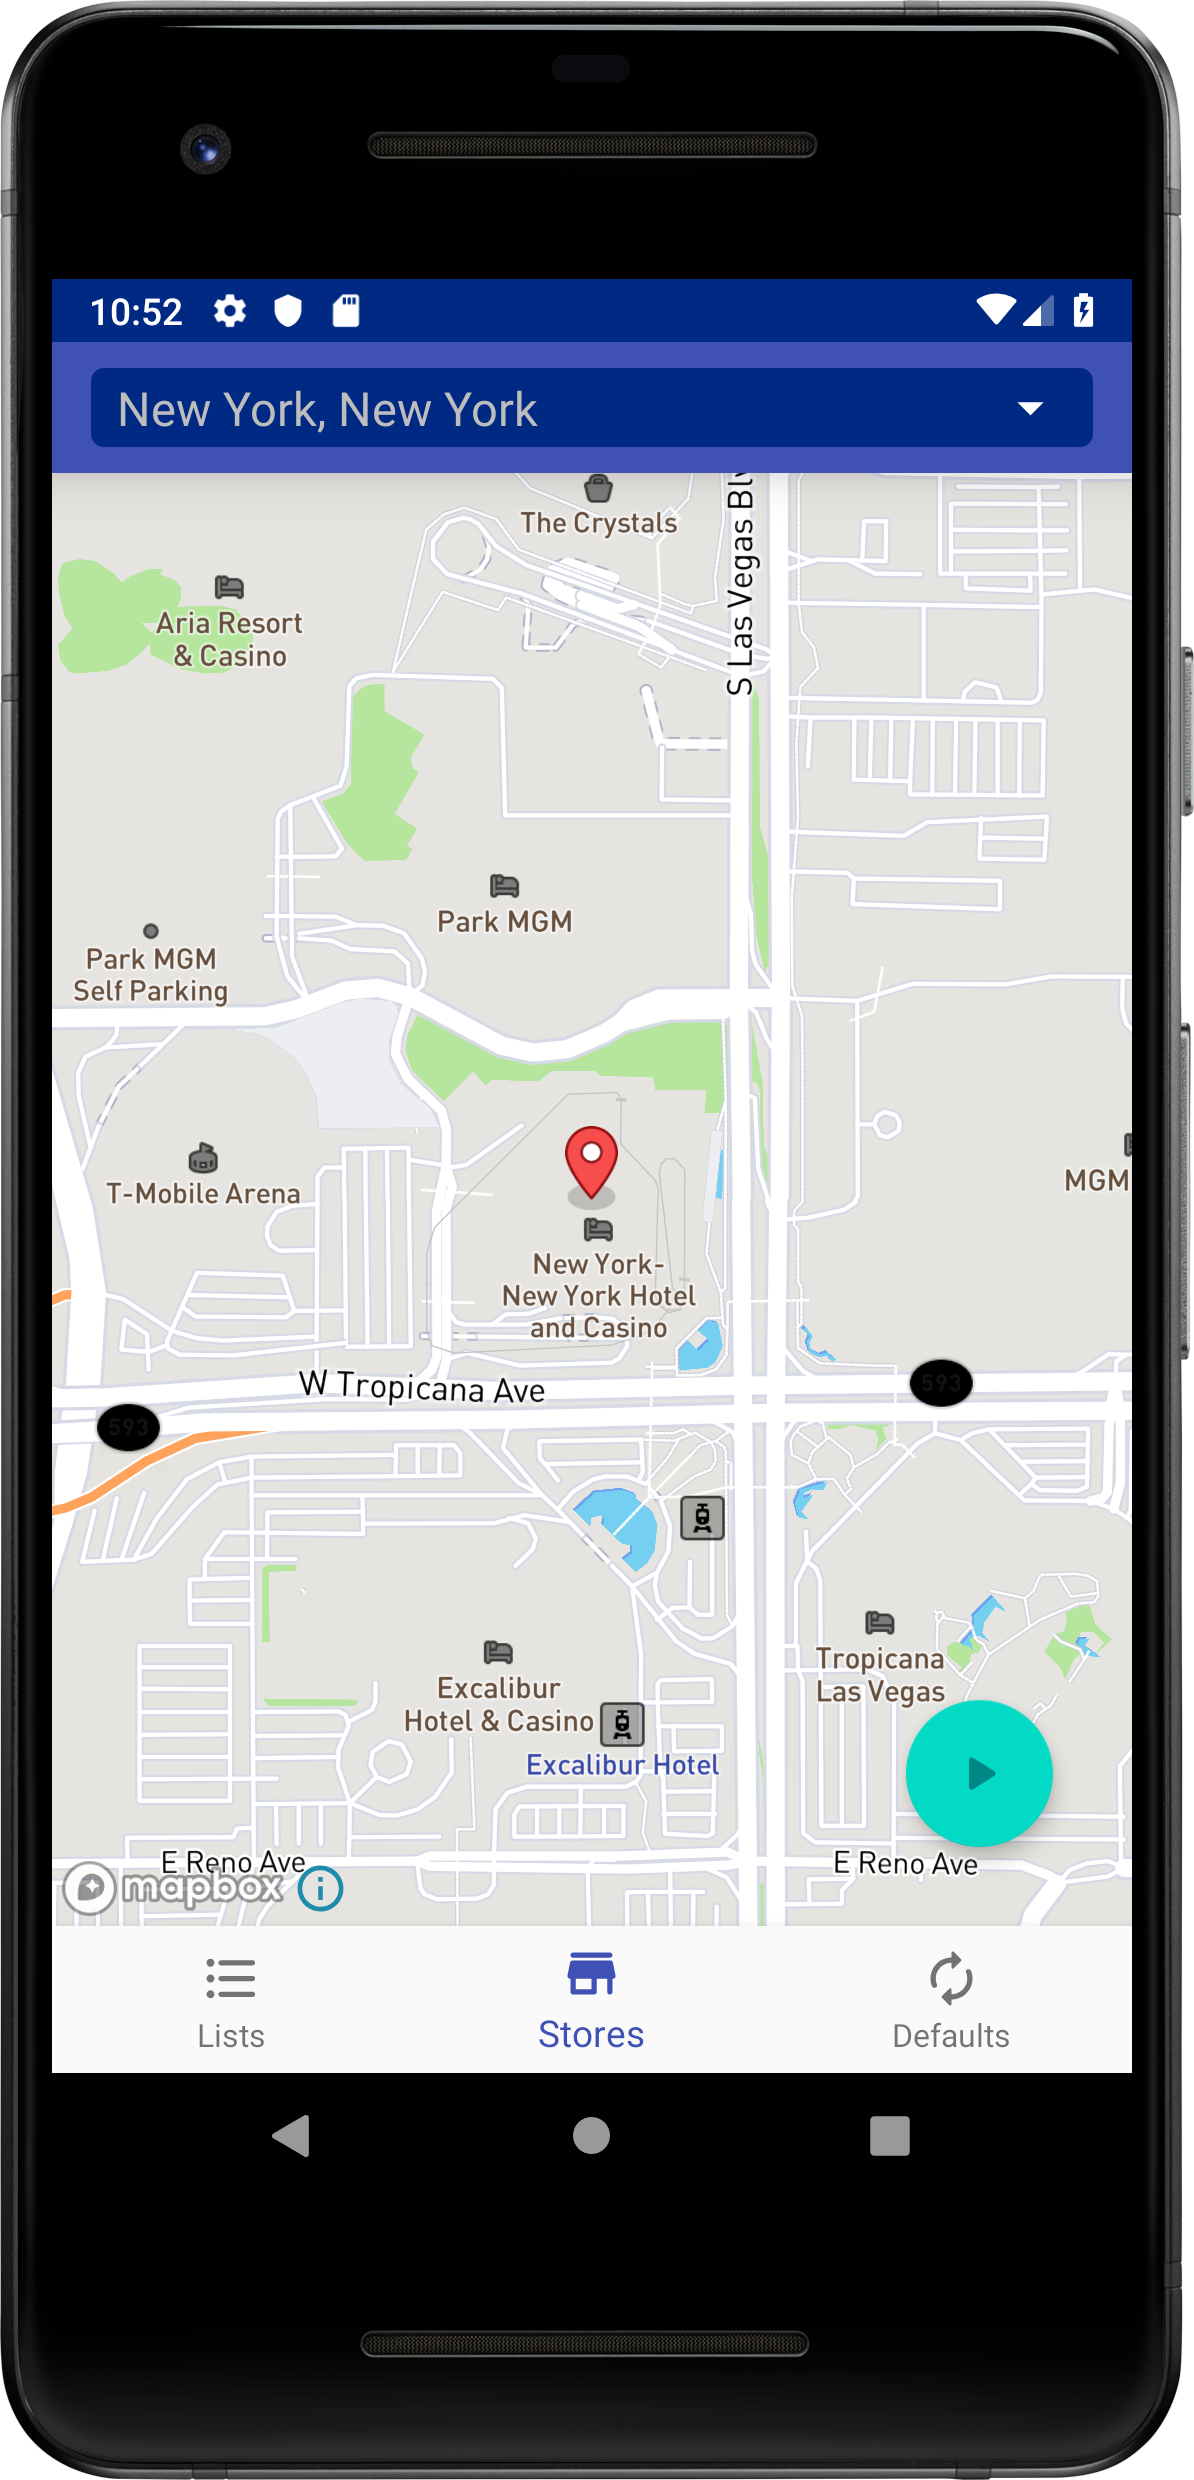 10:52
New York, New York
The Crystals
S Las Vegas Blv
Aria Resort
& Casino
Park MGM
Park MGM
Self Parking
T-Mobile Arena
MGM
New York-
New York Hotel
and Casino
W Tropicana Ave
593
593
Tropicana
Las Vegas
Excalibur
Hotel & Casino
Excalibur Hotel
E Reno Ave
E Reno Ave
mapbox
Lists
Stores
Defaults